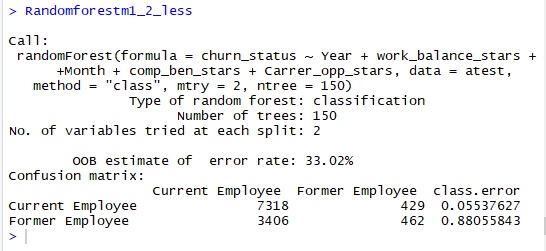 > Randomforestm1_2_less
Call:
 randomForest(formula = churn_status ~ Year + work_balance_stars +
      +Month + comp_ben_stars + Carrer_opp_stars, data = atest,
   method = "class", mtry = 2, ntree = 150)
               Type of random forest: classification
                     Number of trees: 150
No. of variables tried at each split: 2
        OOB estimate of  error rate: 33.02%
Confusion matrix:
                 Current Employee Former Employee class.error
Current Employee             7318             429  0.05537627
Former Employee              3406             462  0.88055843
>